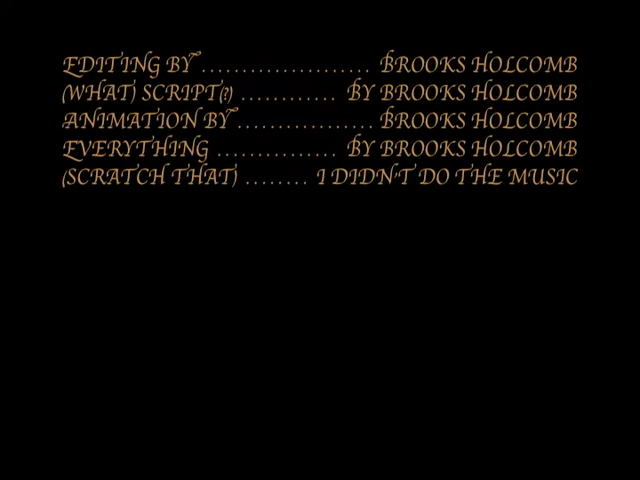 EDITING BY ..................... BROOKS HOLCOMB
(WHAT) SCRIPT(?) ............ BY BROOKS HOLCOMB
ANIMATION BY ................. BROOKS HOLCOMB
EVERYTHING ............... BY BROOKS HOLCOMB
(SCRATCH THAT) ........ I DIDN'T DO THE MUSIC